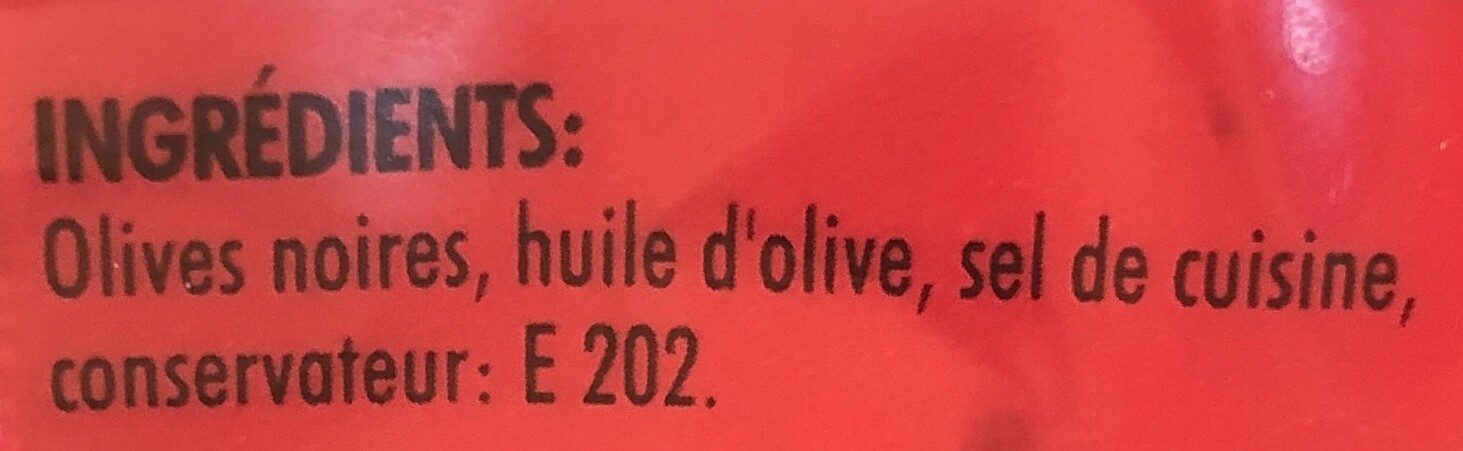 INGRÉDIENTS:
Olives noires, huile d'olive, sel de cuisine,
conservateur: E 202.